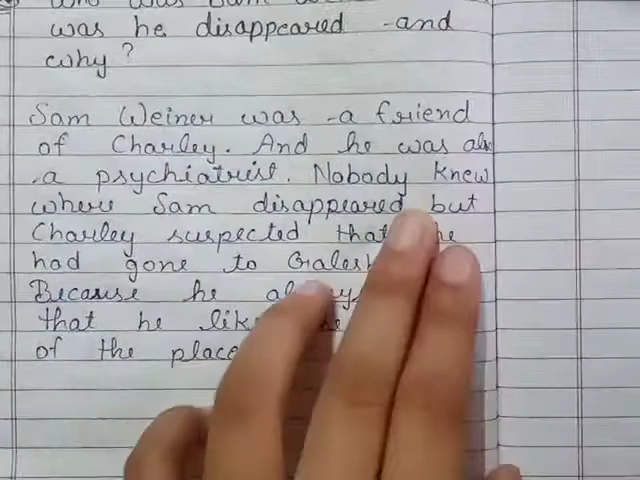 was he disappeared and
why?
Sam Weiner was a friend
of Charley. And he was
a psychiatrist. Nobody knew
where Sam disappeared but
Charley suspected that
had gone to
Because he
that he
of the place